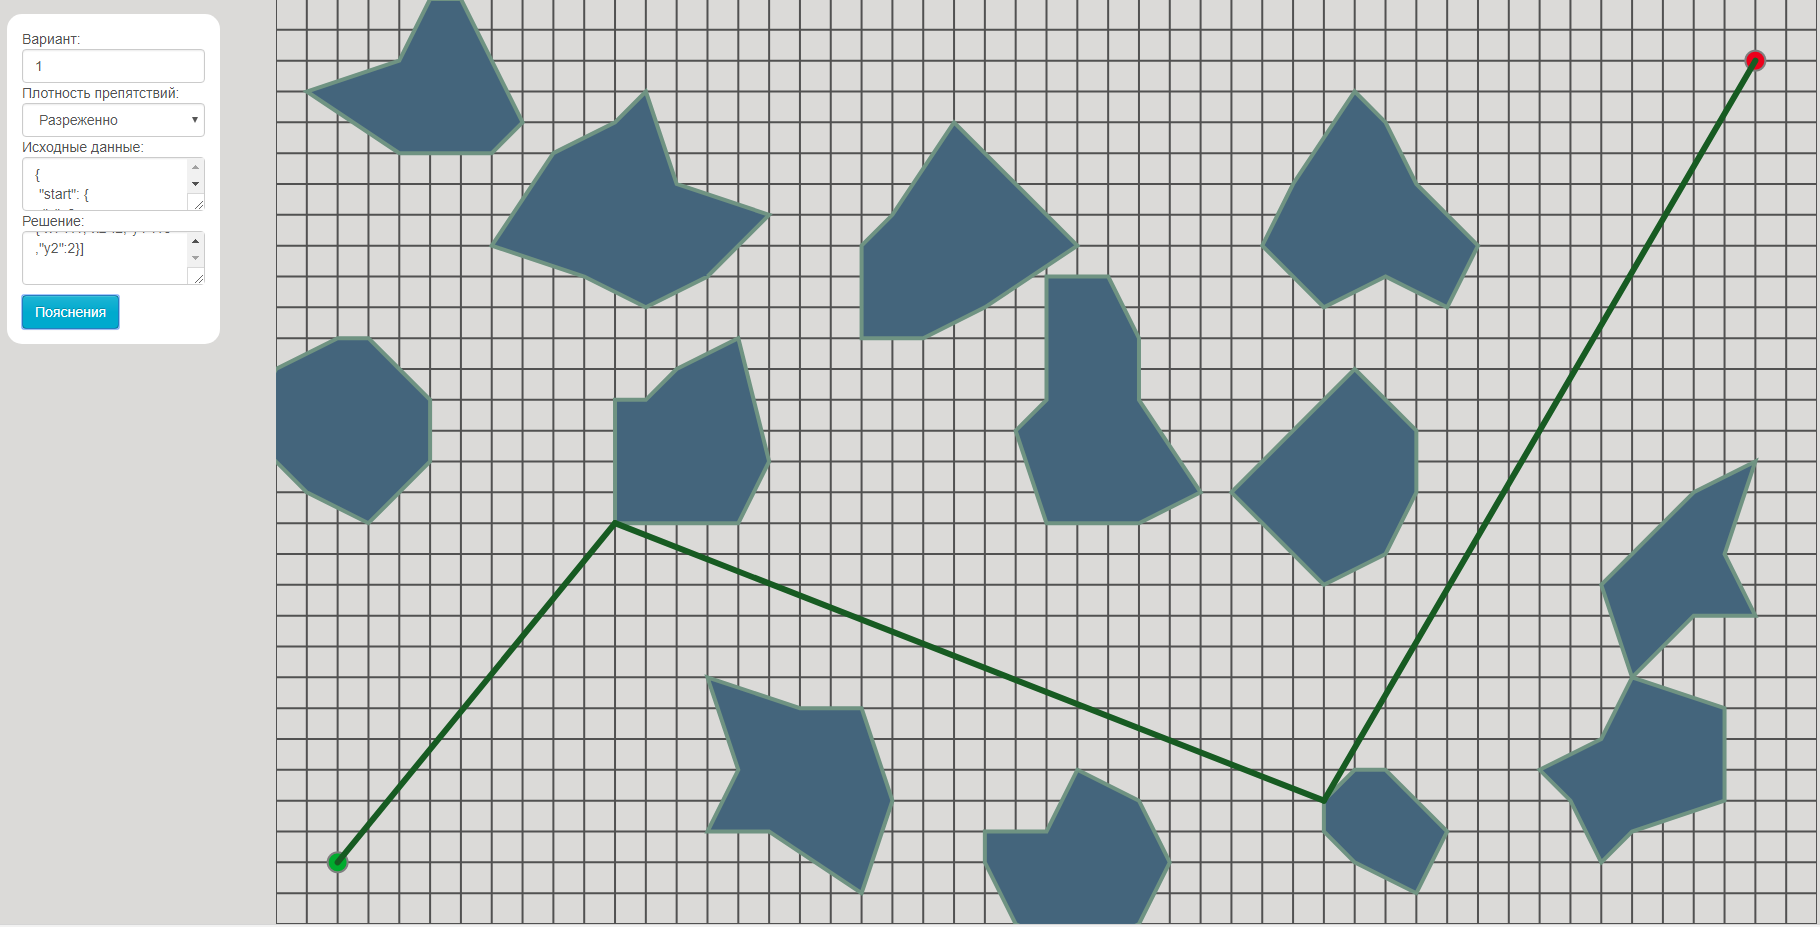 Вариант:
1
Плотность препятствий:
Разреженно
Исходные данные:
{
"start": {
Решение:
,"y2":2}]
Пояснения